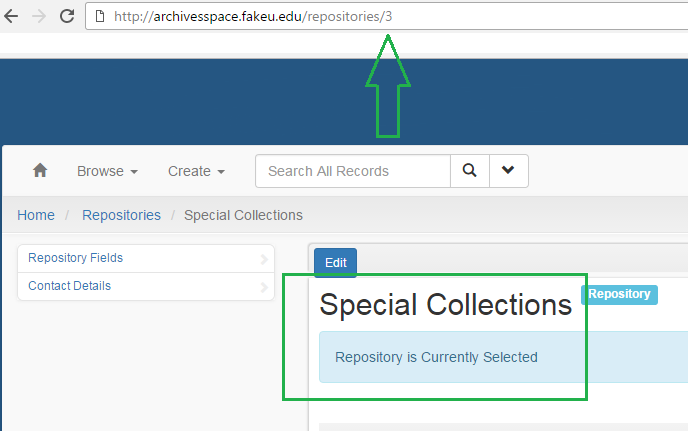 http://archivesspace.fakeu.edu/repositories/3
Browse Create Search All Records
Home / Repositories / Special Collections
Repository Fields
Contact Details
Edit
Special Collections Repository
Repository is Currently Selected